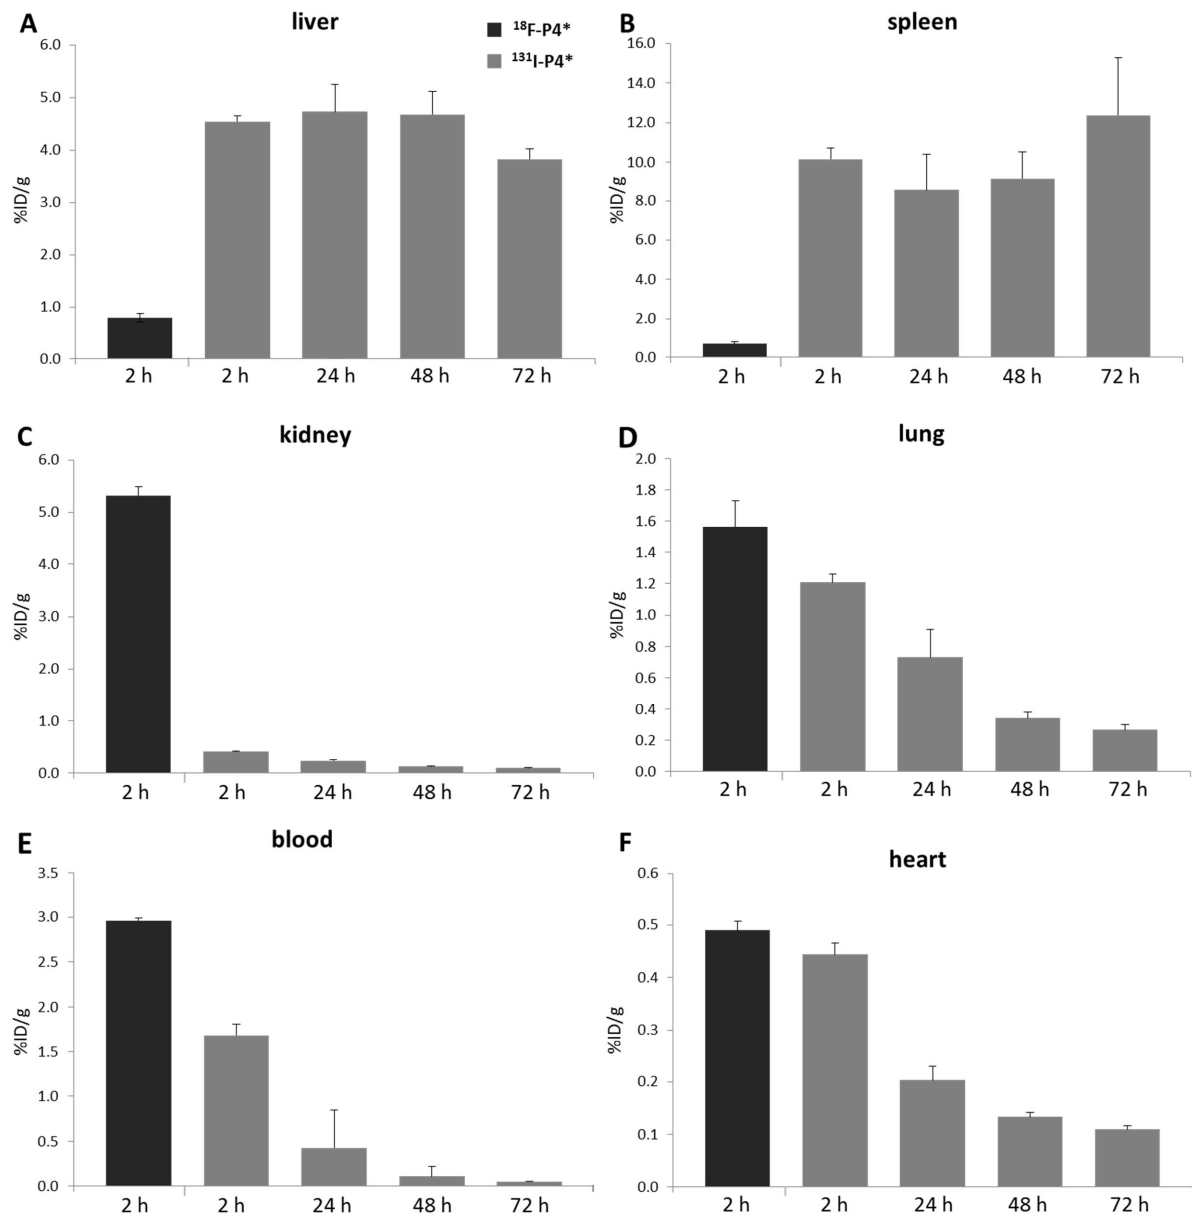 A liver
¹⁸F-P4*
¹³¹I-P4*
%ID/g
6.0
5.0
4.0
3.0
2.0
1.0
0.0
2 h 2 h 24 h 48 h 72 h
B spleen
%ID/g
16.0
14.0
12.0
10.0
8.0
6.0
4.0
2.0
0.0
2 h 2 h 24 h 48 h 72 h
C kidney
%ID/g
6.0
5.0
4.0
3.0
2.0
1.0
0.0
2 h 2 h 24 h 48 h 72 h
D lung
%ID/g
2.0
1.8
1.6
1.4
1.2
1.0
0.8
0.6
0.4
0.2
0.0
2 h 2 h 24 h 48 h 72 h
E blood
%ID/g
3.5
3.0
2.5
2.0
1.5
1.0
0.5
0.0
2 h 2 h 24 h 48 h 72 h
F heart
%ID/g
0.6
0.5
0.4
0.3
0.2
0.1
0.0
2 h 2 h 24 h 48 h 72 h